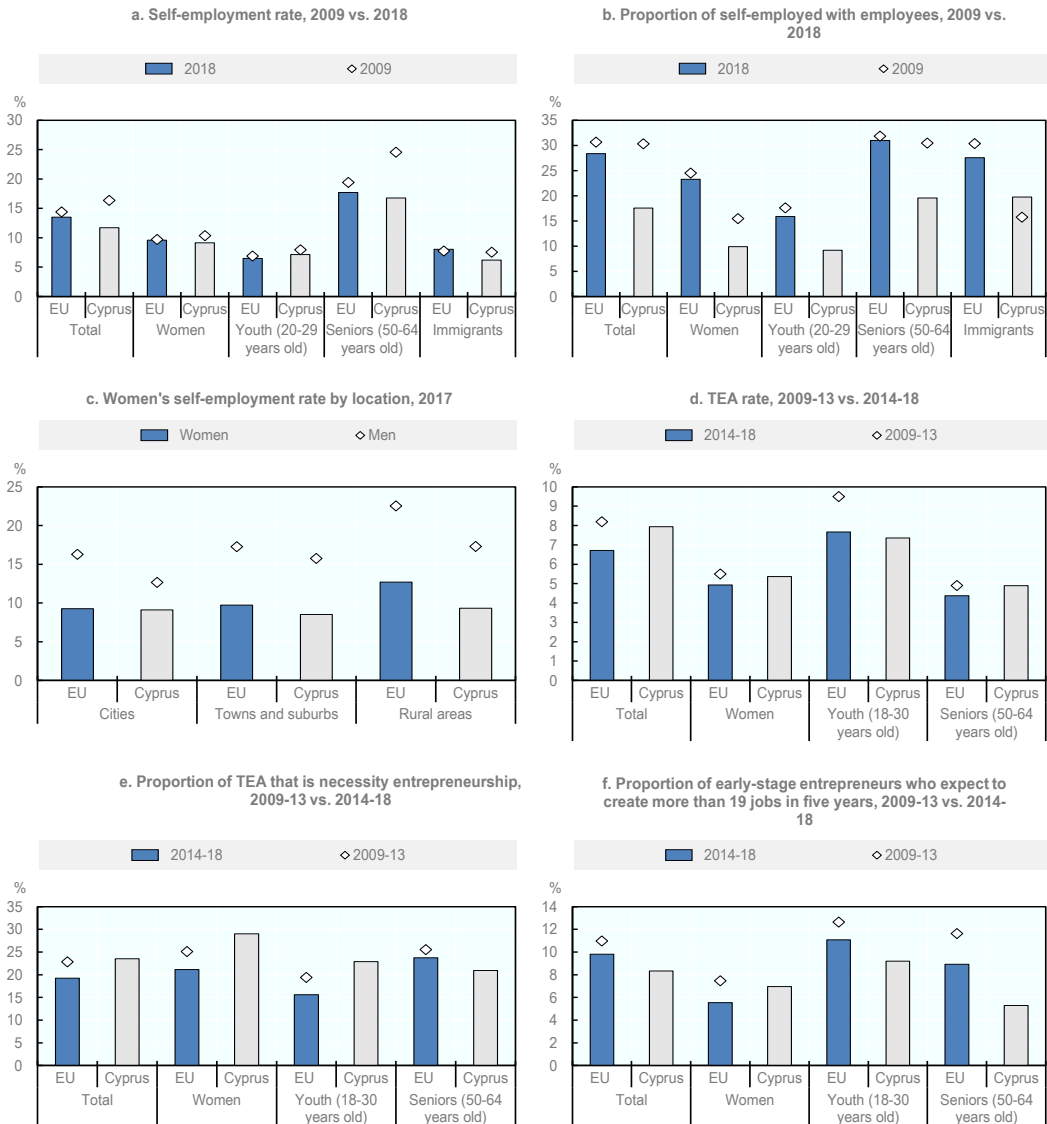 a. Self-employment rate, 2009 vs. 2018
2018
2009
%
30
25
20
15
10
5
0
EU Cyprus EU Cyprus EU Cyprus EU Cyprus EU Cyprus
Total Women Youth (20-29 Seniors (50-64 Immigrants
years old) years old)
b. Proportion of self-employed with employees, 2009 vs.
2018
2018
2009
%
35
30
25
20
15
10
5
0
EU Cyprus EU Cyprus EU Cyprus EU Cyprus EU Cyprus
Total Women Youth (20-29 Seniors (50-64 Immigrants
years old) years old)
c. Women's self-employment rate by location, 2017
Women
Men
%
25
20
15
10
5
0
EU Cyprus EU Cyprus EU Cyprus
Cities Towns and suburbs Rural areas
d. TEA rate, 2009-13 vs. 2014-18
2014-18
2009-13
%
10
9
8
7
6
5
4
3
2
1
0
EU Cyprus EU Cyprus EU Cyprus EU Cyprus
Total Women Youth (18-30 Seniors (50-64
years old) years old)
e. Proportion of TEA that is necessity entrepreneurship,
2009-13 vs. 2014-18
2014-18
2009-13
%
35
30
25
20
15
10
5
0
EU Cyprus EU Cyprus EU Cyprus EU Cyprus
Total Women Youth (18-30 Seniors (50-64
years old) years old)
f. Proportion of early-stage entrepreneurs who expect to
create more than 19 jobs in five years, 2009-13 vs. 2014-
18
2014-18
2009-13
%
14
12
10
8
6
4
2
0
EU Cyprus EU Cyprus EU Cyprus EU Cyprus
Total Women Youth (18-30 Seniors (50-64
years old) years old)